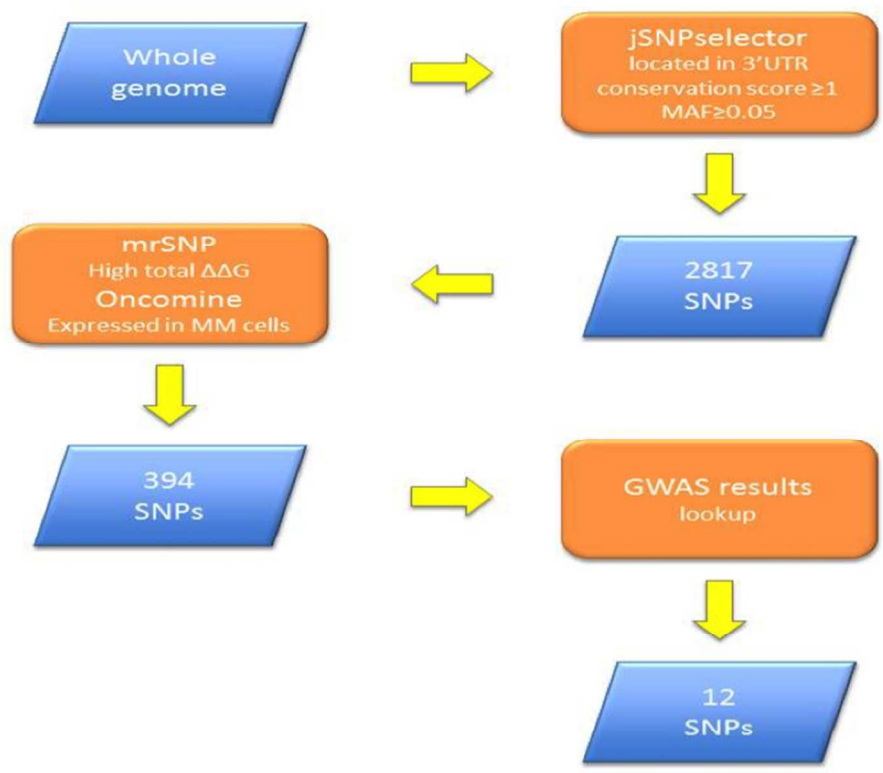 Whole
genome
jSNPselector
located in 3'UTR
conservation score ≥1
MAF≥0.05
2817
SNPs
mrSNP
High total ΔΔG
Oncomine
Expressed in MM cells
394
SNPs
GWAS results
lookup
12
SNPs